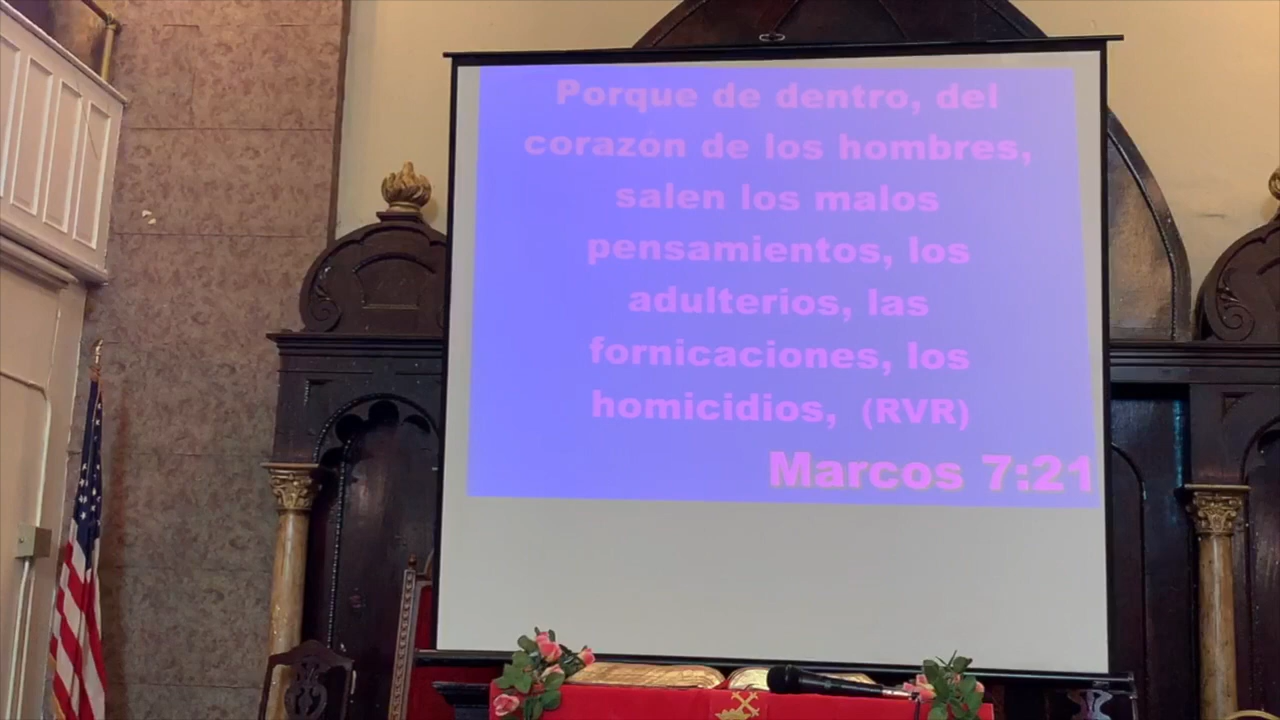 Porque de dentro, del
corazon de los hombres,
salen los malos
pensamientos, los
adulterios, las
fornicaciones, los
homicidios, (RVR)
Marcos 7:21